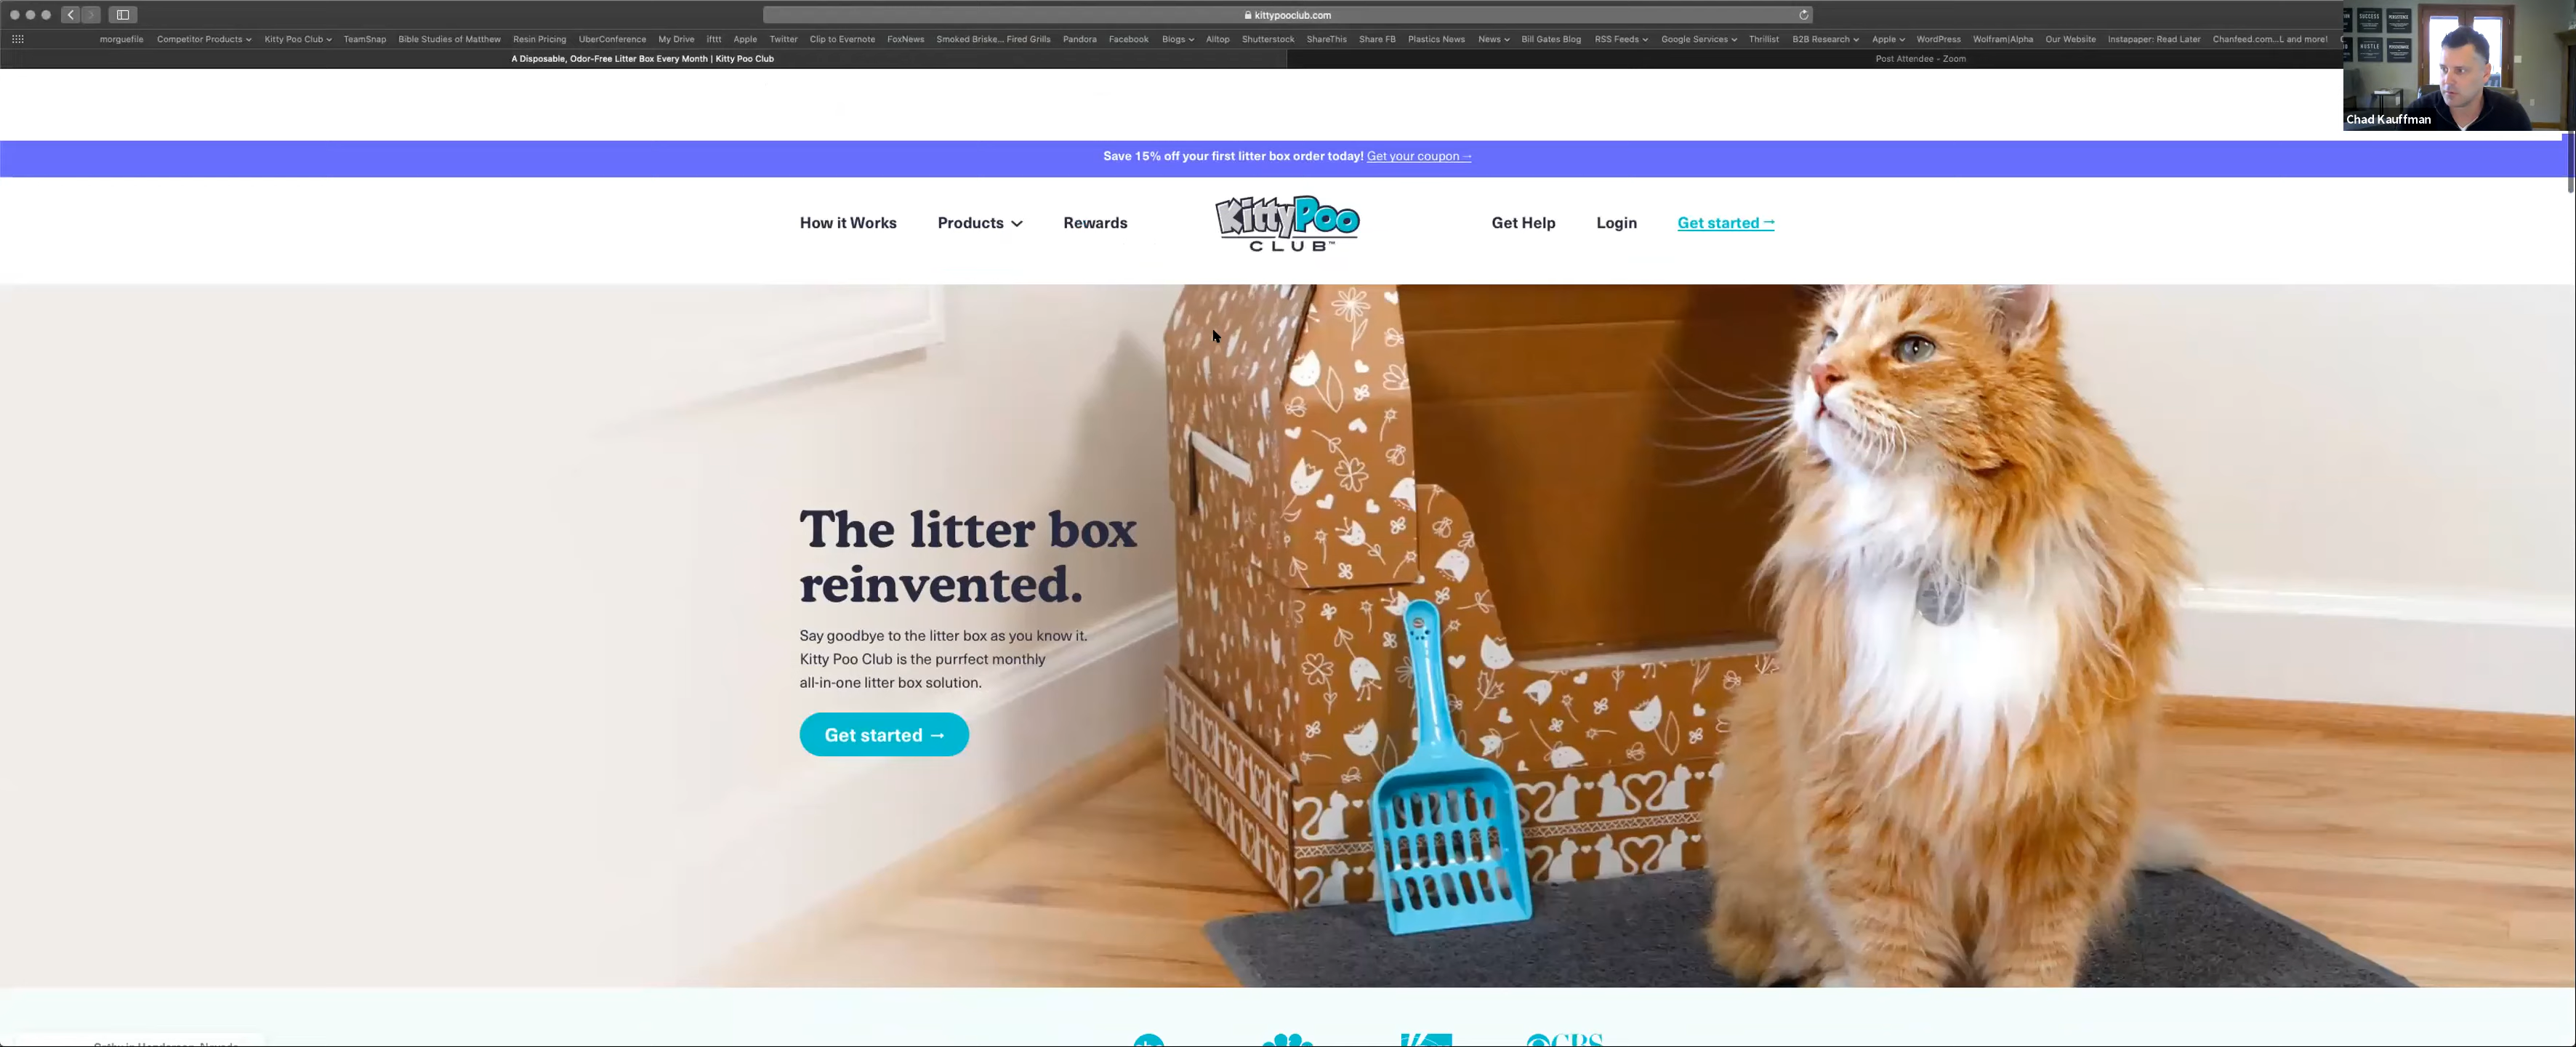 kittypooclub.com
morguefile Competitor Products Kitty Poo Club TeamSnap Bible Studies of Matthew Resin Pricing UberConference My Drive ifttt Apple Twitter Clip to Evernote FoxNews Smoked Briske... Fired Grills Pandora Facebook Blogs Alltop Shutterstock ShareThis Share FB Plastics News News Bill Gates Blog RSS Feeds Google Services Thrillist B2B Research Apple WordPress Wolfram|Alpha Our Website Instapaper: Read Later Chanfeed.com...L and more!
A Disposable, Odor-Free Litter Box Every Month | Kitty Poo Club
Post Attendee - Zoom
SUCCESS
HUSTLE
Chad Kauffman
Save 15% off your first litter box order today! Get your coupon →
How it Works Products Rewards
KittyPoo
CLUB™
Get Help Login Get started →
The litter box
reinvented.
Say goodbye to the litter box as you know it.
Kitty Poo Club is the purrfect monthly
all-in-one litter box solution.
Get started →
abc
CBS